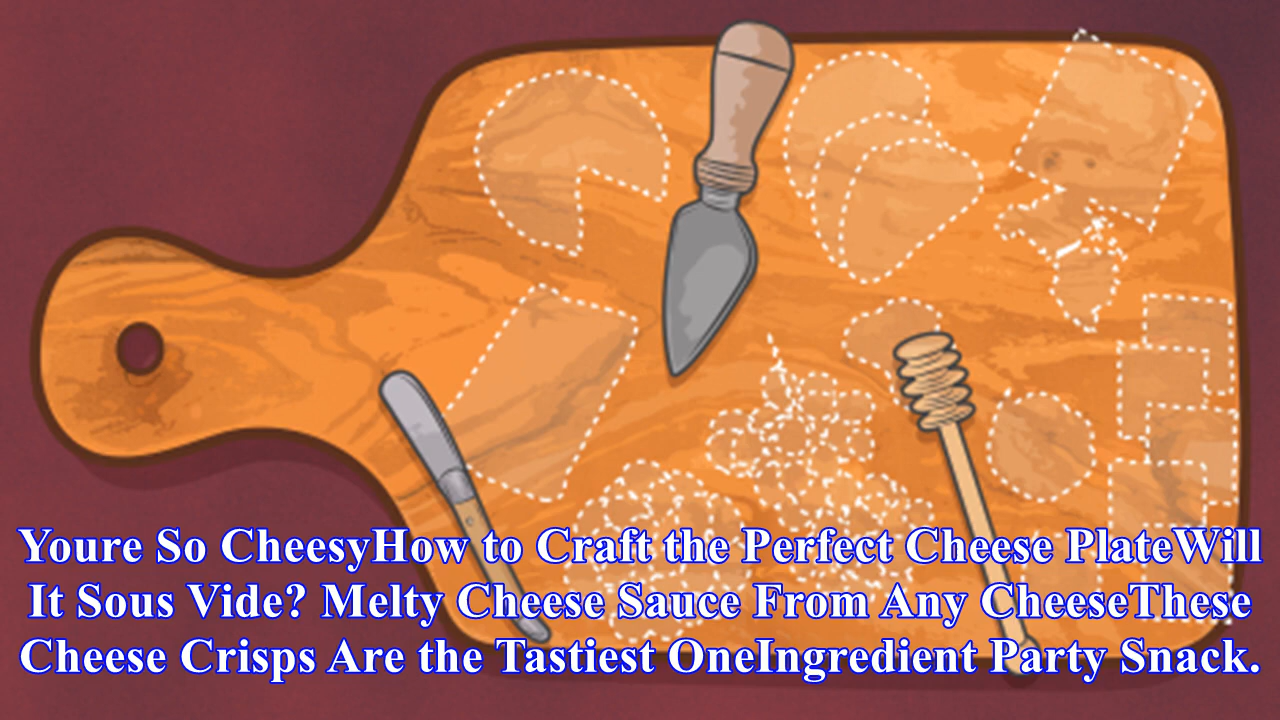 Youre So CheesyHow to Craft the Perfect Cheese PlateWill
It Sous Vide? Melty Cheese Sauce From Any CheeseThese
Cheese Crisps Are the Tastiest OneIngredient Party Snack.